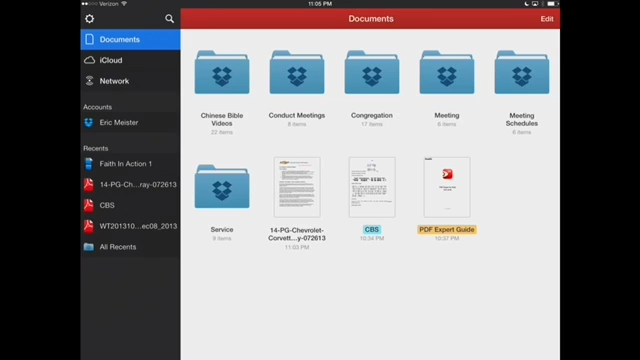 Verizon
11:05 PM
Documents
Edit
Documents
iCloud
Network
Accounts
Eric Meister
Recents
Faith In Action 1
14-PG-Ch...ray-072613
CBS
WT201310...ec08_2013
All Recents
Chinese Bible
Videos
22 items
Conduct Meetings
8 items
Congregation
17 items
Meeting
6 items
Meeting
Schedules
6 items
Service
9 items
14-PG-Chevrolet-
Corvett...y-072613
11:03 PM
CBS
10:34 PM
PDF Expert Guide
10:37 PM